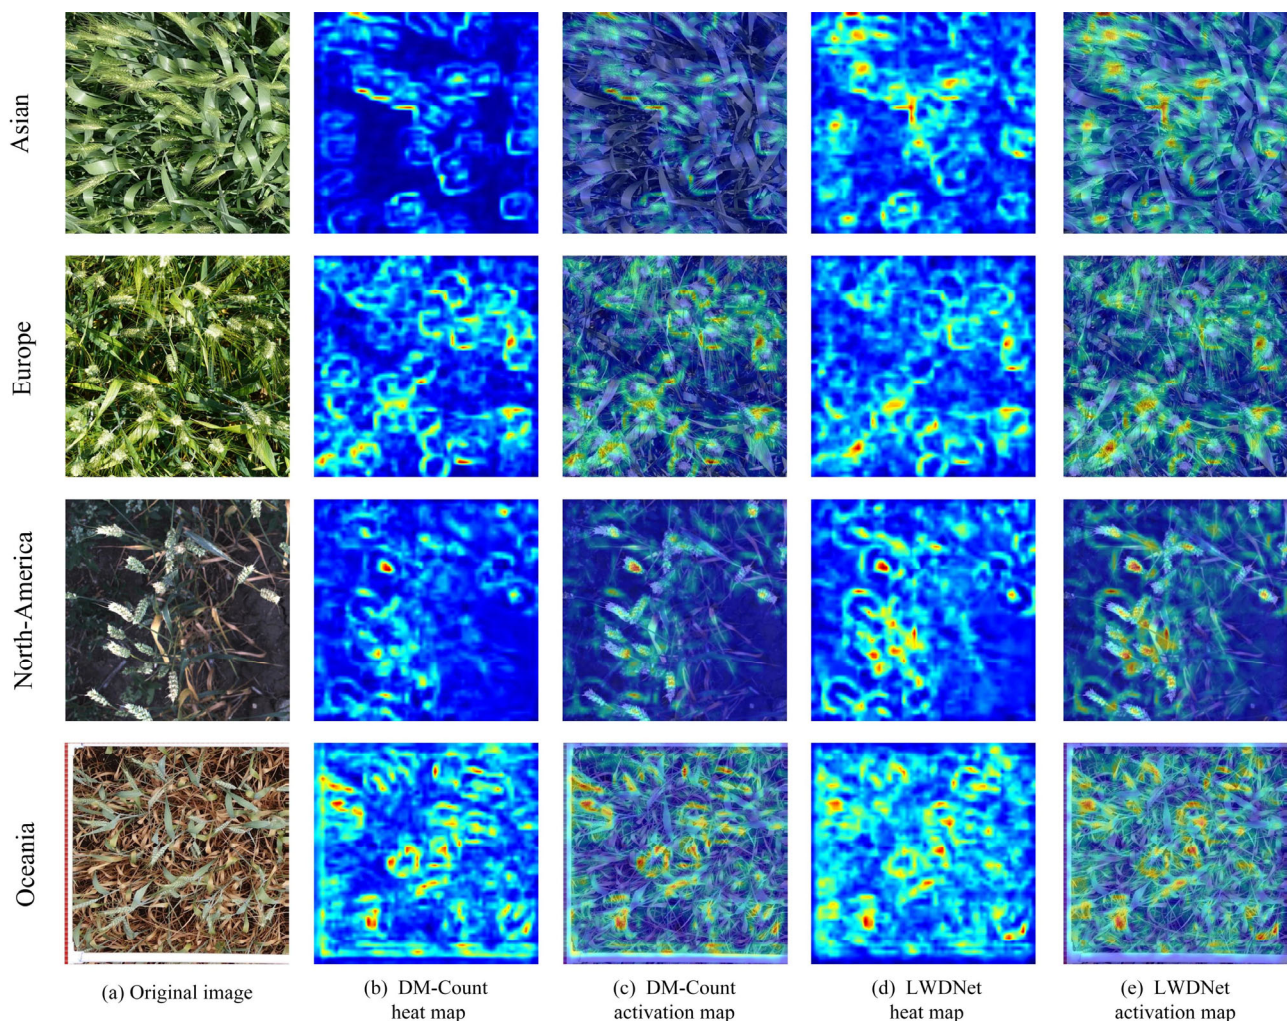 Asian
Europe
North-America
Oceania
(a) Original image
(b) DM-Count
heat map
(c) DM-Count
activation map
(d) LWDNet
heat map
(e) LWDNet
activation map